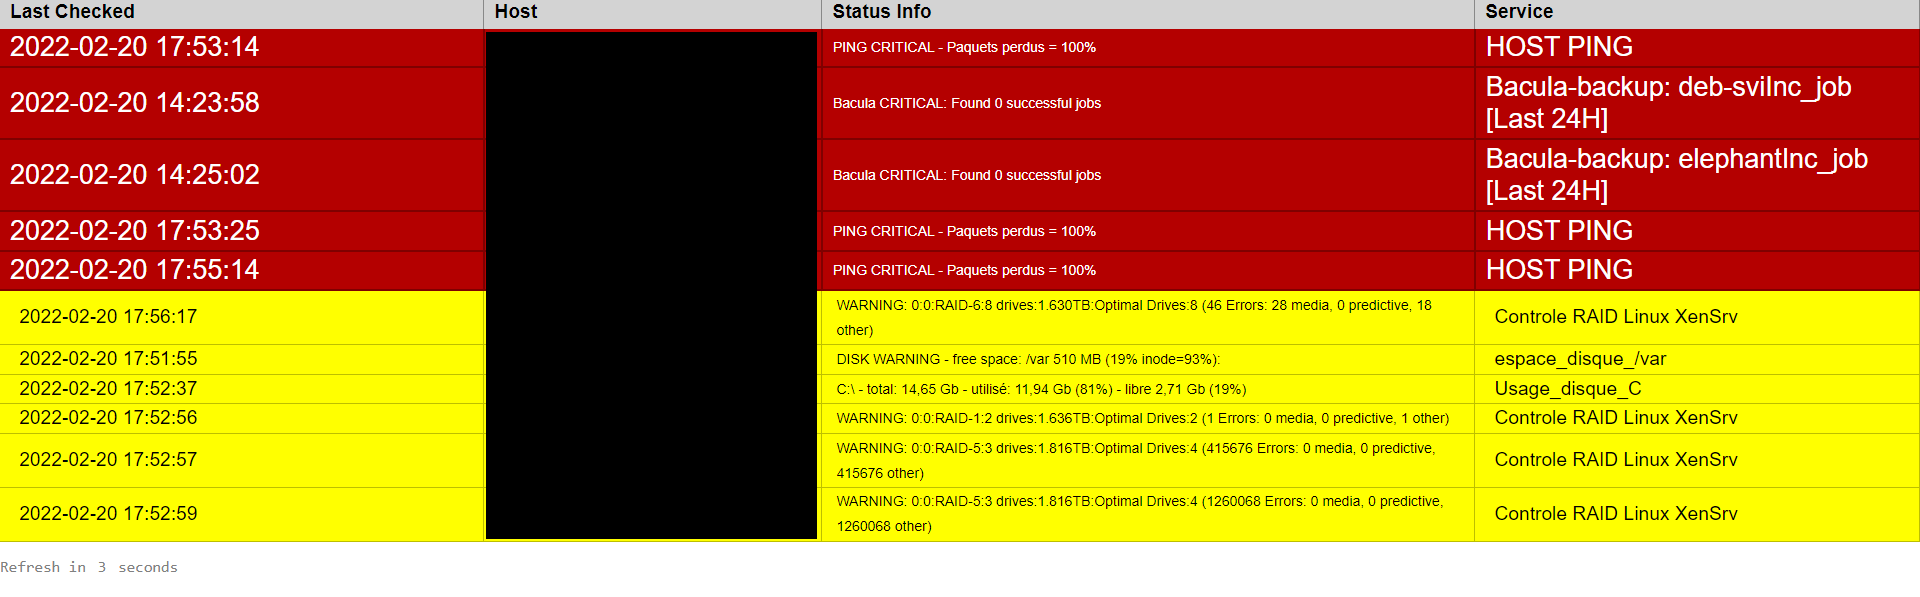 Last Checked Host Status Info Service
2022-02-20 17:53:14 PING CRITICAL - Paquets perdus = 100% HOST PING
2022-02-20 14:23:58 Bacula CRITICAL: Found 0 successful jobs Bacula-backup: deb-sviInc_job
[Last 24H]
2022-02-20 14:25:02 Bacula CRITICAL: Found 0 successful jobs Bacula-backup: elephantInc_job
[Last 24H]
2022-02-20 17:53:25 PING CRITICAL - Paquets perdus = 100% HOST PING
2022-02-20 17:55:14 PING CRITICAL - Paquets perdus = 100% HOST PING
2022-02-20 17:56:17 WARNING: 0:0:RAID-6:8 drives:1.630TB:Optimal Drives:8 (46 Errors: 28 media, 0 predictive, 18 Controle RAID Linux XenSrv
other)
2022-02-20 17:51:55 DISK WARNING - free space: /var 510 MB (19% inode=93%): espace_disque_/var
2022-02-20 17:52:37 C:\ - total: 14,65 Gb - utilisé: 11,94 Gb (81%) - libre 2,71 Gb (19%) Usage_disque_C
2022-02-20 17:52:56 WARNING: 0:0:RAID-1:2 drives:1.636TB:Optimal Drives:2 (1 Errors: 0 media, 0 predictive, 1 other) Controle RAID Linux XenSrv
2022-02-20 17:52:57 WARNING: 0:0:RAID-5:3 drives:1.816TB:Optimal Drives:4 (415676 Errors: 0 media, 0 predictive, Controle RAID Linux XenSrv
415676 other)
2022-02-20 17:52:59 WARNING: 0:0:RAID-5:3 drives:1.816TB:Optimal Drives:4 (1260068 Errors: 0 media, 0 predictive, Controle RAID Linux XenSrv
1260068 other)
Refresh in 3 seconds